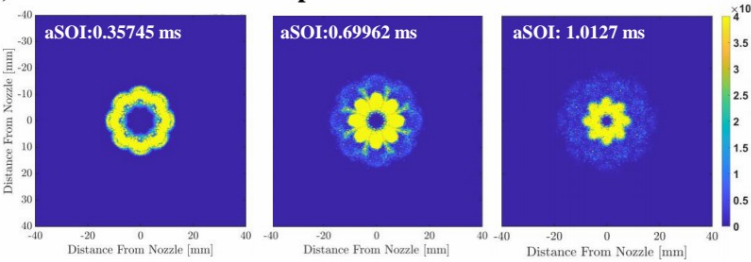 aSOI:0.35745 ms
aSOI:0.69962 ms
aSOI: 1.0127 ms
×10
Distance From Nozzle [mm]
-40
-30
-20
-10
0
10
20
30
40
-40 -20 0 20 40
-40 -20 0 20 40
-40 -20 0 20 40
Distance From Nozzle [mm]
Distance From Nozzle [mm]
Distance From Nozzle [mm]
4
3.5
3
2.5
2
1.5
1
0.5
0